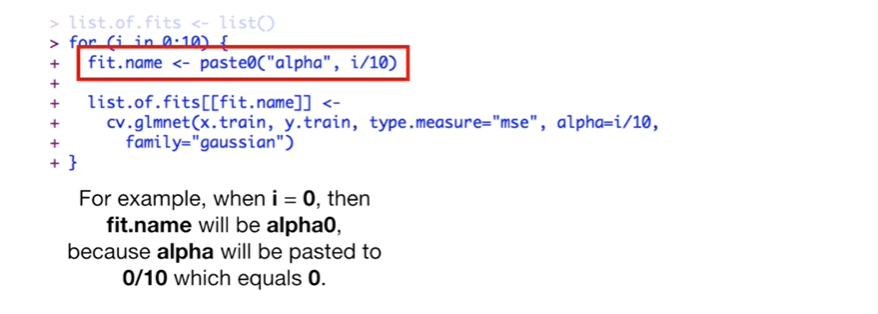 > list.of.fits <- list()
> for (i in 0:10) {
+   fit.name <- paste0("alpha", i/10)
+
+   list.of.fits[[fit.name]] <-
+     cv.glmnet(x.train, y.train, type.measure="mse", alpha=i/10,
+       family="gaussian")
+ }
For example, when i = 0, then
fit.name will be alpha0,
because alpha will be pasted to
0/10 which equals 0.